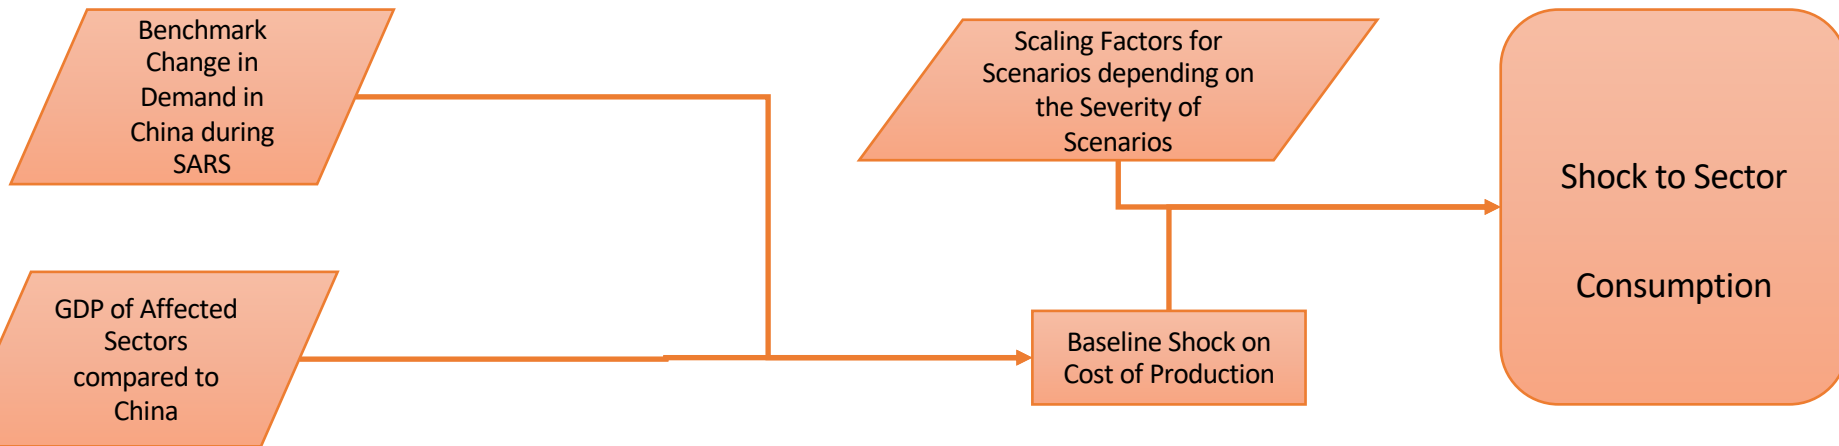 Benchmark
Change in
Demand in
China during
SARS
Scaling Factors for
Scenarios depending on
the Severity of
Scenarios
Shock to Sector
Consumption
GDP of Affected
Sectors
compared to
China
Baseline Shock on
Cost of Production